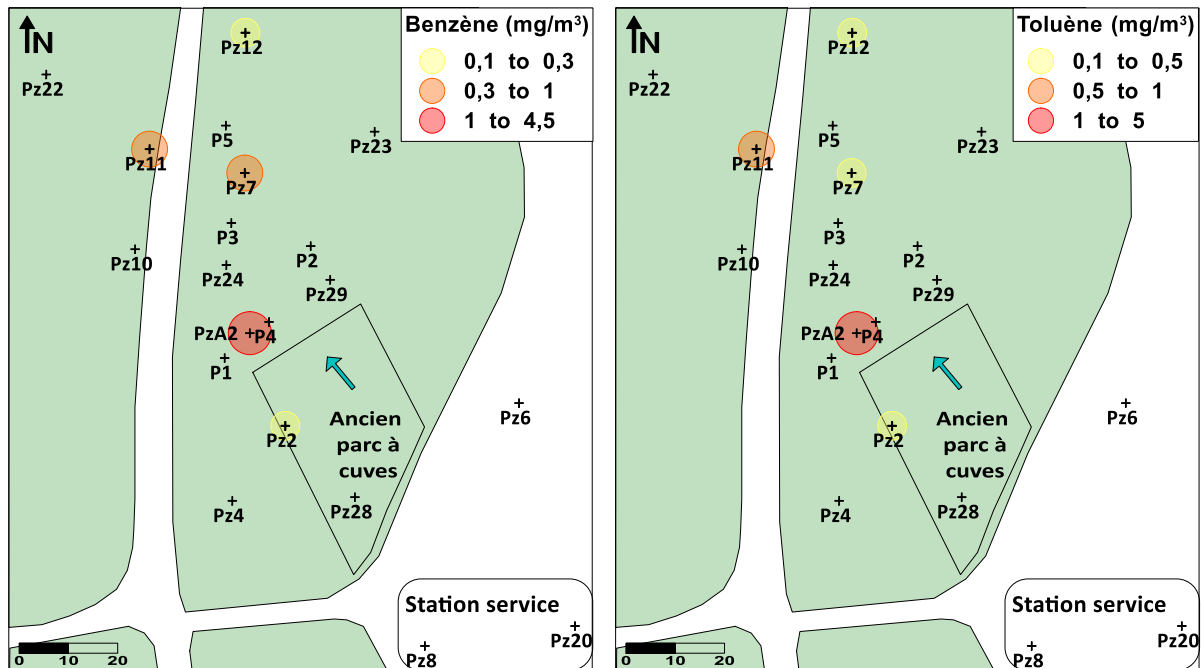 N
Benzène (mg/m³)
0,1 to 0,3
0,3 to 1
1 to 4,5
Pz12
Pz22
P5
Pz23
Pz11
Pz7
P3
Pz10
P2
Pz24
Pz29
PzA2
P4
P1
Ancien
parc à
cuves
Pz6
Pz2
Pz4
Pz28
Station service
Pz20
Pz8
0 10 20
N
Toluène (mg/m³)
0,1 to 0,5
0,5 to 1
1 to 5
Pz12
Pz22
P5
Pz23
Pz11
Pz7
P3
Pz10
P2
Pz24
Pz29
PzA2
P4
P1
Ancien
parc à
cuves
Pz6
Pz2
Pz4
Pz28
Station service
Pz20
Pz8
0 10 20